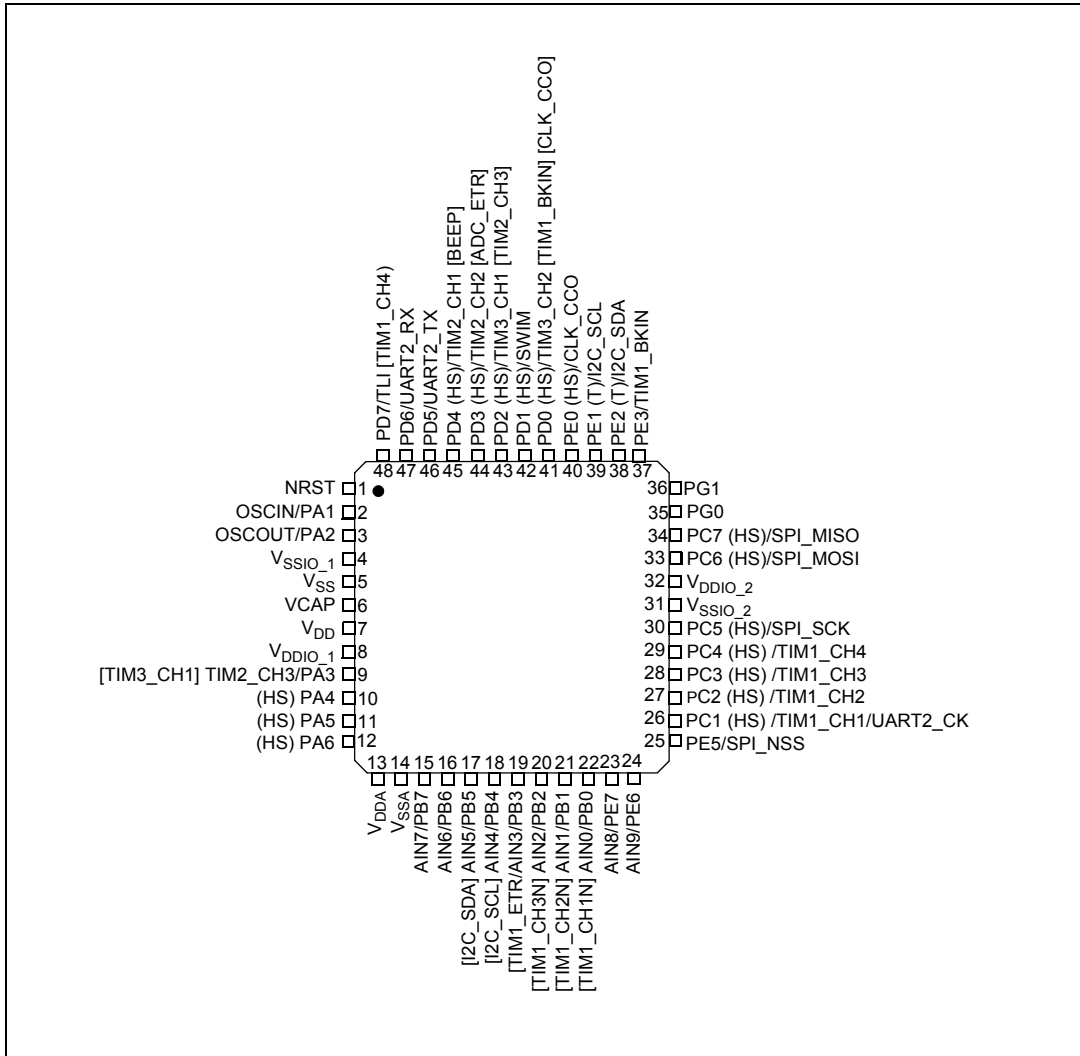 PD7/TLI [TIM1_CH4)
PD6/UART2_RX
PD5/UART2_TX
PD4 (HS)/TIM2_CH1 [BEEP]
PD3 (HS)/TIM2_CH2 [ADC_ETR]
PD2 (HS)/TIM3_CH1 [TIM2_CH3]
PD1 (HS)/SWIM
PD0 (HS)/TIM3_CH2 [TIM1_BKIN] [CLK_CCO]
PE0 (HS)/CLK_CCO
PE1 (T)/I2C_SCL
PE2 (T)/I2C_SDA
PE3/TIM1_BKIN
48 47 46 45 44 43 42 41 40 39 38 37
NRST 1
OSCIN/PA1 2
OSCOUT/PA2 3
VSSIO_1 4
VSS 5
VCAP 6
VDD 7
VDDIO_1 8
[TIM3_CH1] TIM2_CH3/PA3 9
(HS) PA4 10
(HS) PA5 11
(HS) PA6 12
36 PG1
35 PG0
34 PC7 (HS)/SPI_MISO
33 PC6 (HS)/SPI_MOSI
32 VDDIO_2
31 VSSIO_2
30 PC5 (HS)/SPI_SCK
29 PC4 (HS) /TIM1_CH4
28 PC3 (HS) /TIM1_CH3
27 PC2 (HS) /TIM1_CH2
26 PC1 (HS) /TIM1_CH1/UART2_CK
25 PE5/SPI_NSS
13 14 15 16 17 18 19 20 21 22 23 24
VDDA
VSSA
AIN7/PB7
AIN6/PB6
[I2C_SDA] AIN5/PB5
[I2C_SCL] AIN4/PB4
[TIM1_ETR/AIN3/PB3
[TIM1_CH3N] AIN2/PB2
[TIM1_CH2N] AIN1/PB1
[TIM1_CH1N] AIN0/PB0
AIN8/PE7
AIN9/PE6